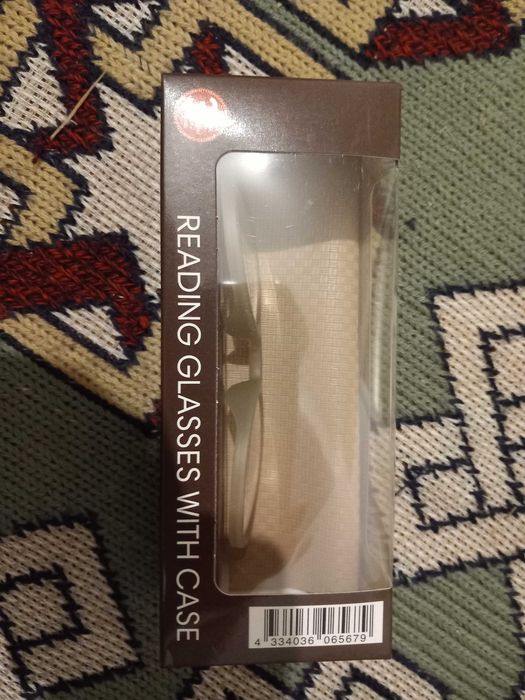 READING GLASSES WITH CASE
4 334036 065679